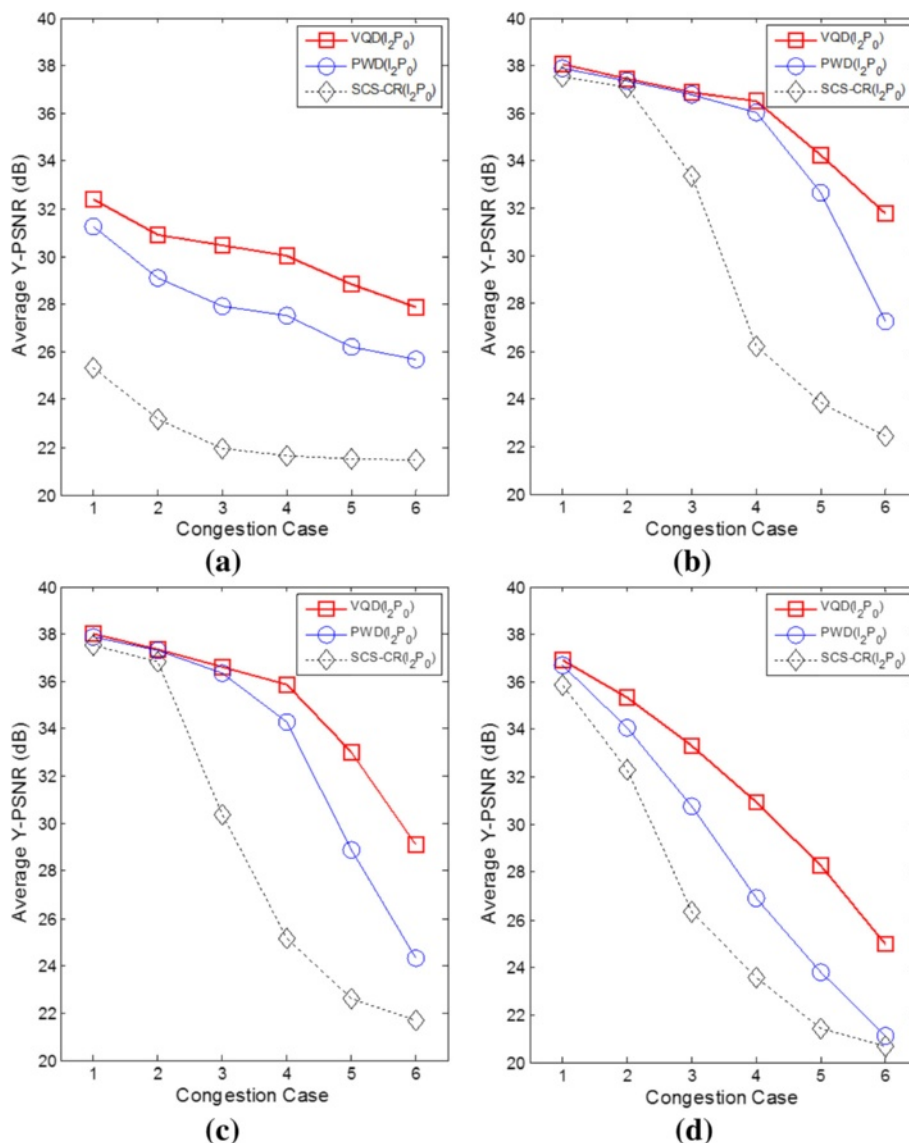 40
38
36
34
32
30
28
26
24
22
20
Average Y-PSNR (dB)
VQD(I₂P₀)
PWD(I₂P₀)
SCS-CR(I₂P₀)
1 2 3 4 5 6
Congestion Case
(a)
40
38
36
34
32
30
28
26
24
22
20
Average Y-PSNR (dB)
VQD(I₂P₀)
PWD(I₂P₀)
SCS-CR(I₂P₀)
1 2 3 4 5 6
Congestion Case
(b)
40
38
36
34
32
30
28
26
24
22
20
Average Y-PSNR (dB)
VQD(I₂P₀)
PWD(I₂P₀)
SCS-CR(I₂P₀)
1 2 3 4 5 6
Congestion Case
(c)
40
38
36
34
32
30
28
26
24
22
20
Average Y-PSNR (dB)
VQD(I₂P₀)
PWD(I₂P₀)
SCS-CR(I₂P₀)
1 2 3 4 5 6
Congestion Case
(d)